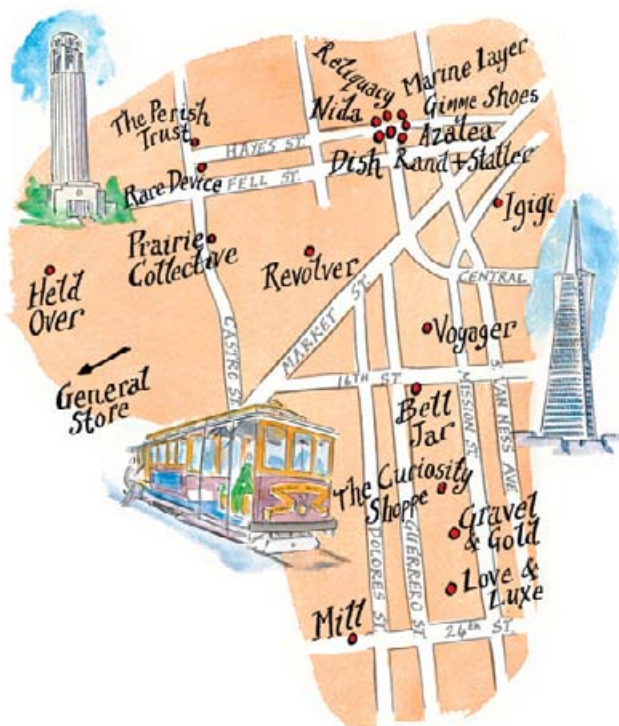 Reliquacy
Marine Layer
Nida
Gimme Shoes
The Perish
Trust
Azalea
HAYES ST.
Dish
Rand + Statler
Rare Device
FELL ST.
Igigi
Prairie
Collective
Revolver
CENTRAL
Held
Over
MARKET ST.
Voyager
CASTRO ST.
General
Store
16TH ST.
MISSION ST.
S. VAN NESS AVE
Bell
Jar
The Curiosity
Shoppe
Gravel
& Gold
DOLORES ST.
GUERRERO ST.
Love &
Luxe
Mill
24th ST.